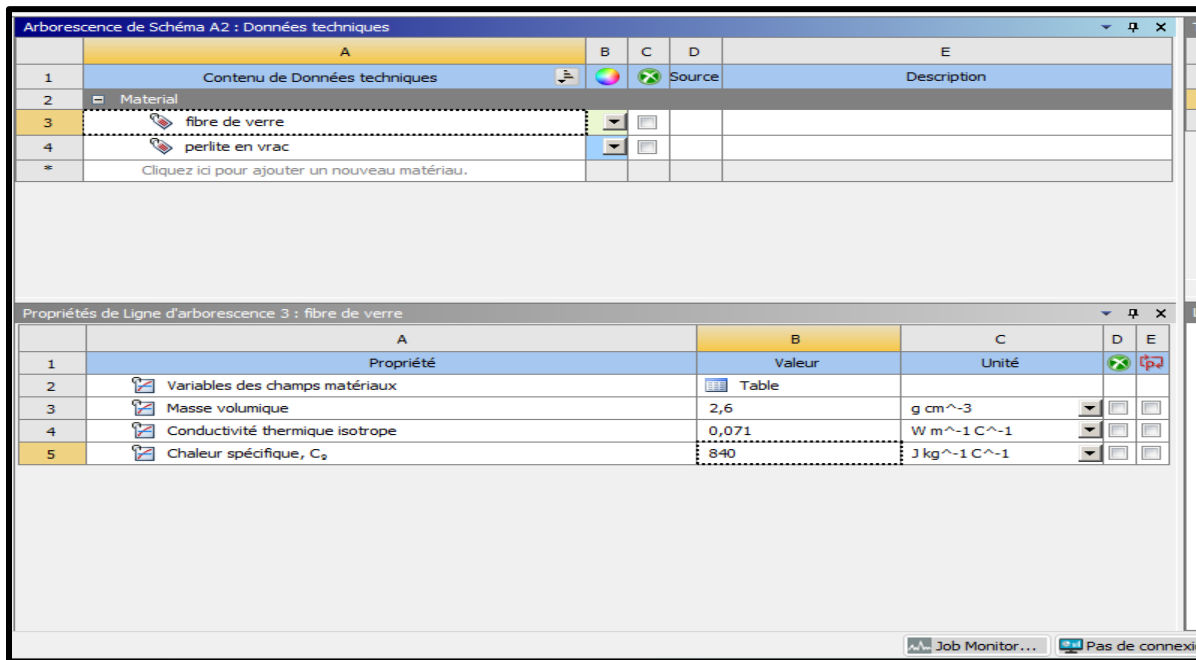 Arborescence de Schéma A2 : Données techniques
A B C D E
1 Contenu de Données techniques Source Description
2 Material
3 fibre de verre
4 perlite en vrac
* Cliquez ici pour ajouter un nouveau matériau.
Propriétés de Ligne d'arborescence 3 : fibre de verre
A B C D E
1 Propriété Valeur Unité
2 Variables des champs matériaux Table
3 Masse volumique 2,6 g cm^-3
4 Conductivité thermique isotrope 0,071 W m^-1 C^-1
5 Chaleur spécifique, Cₚ 840 J kg^-1 C^-1
Job Monitor... Pas de connexi